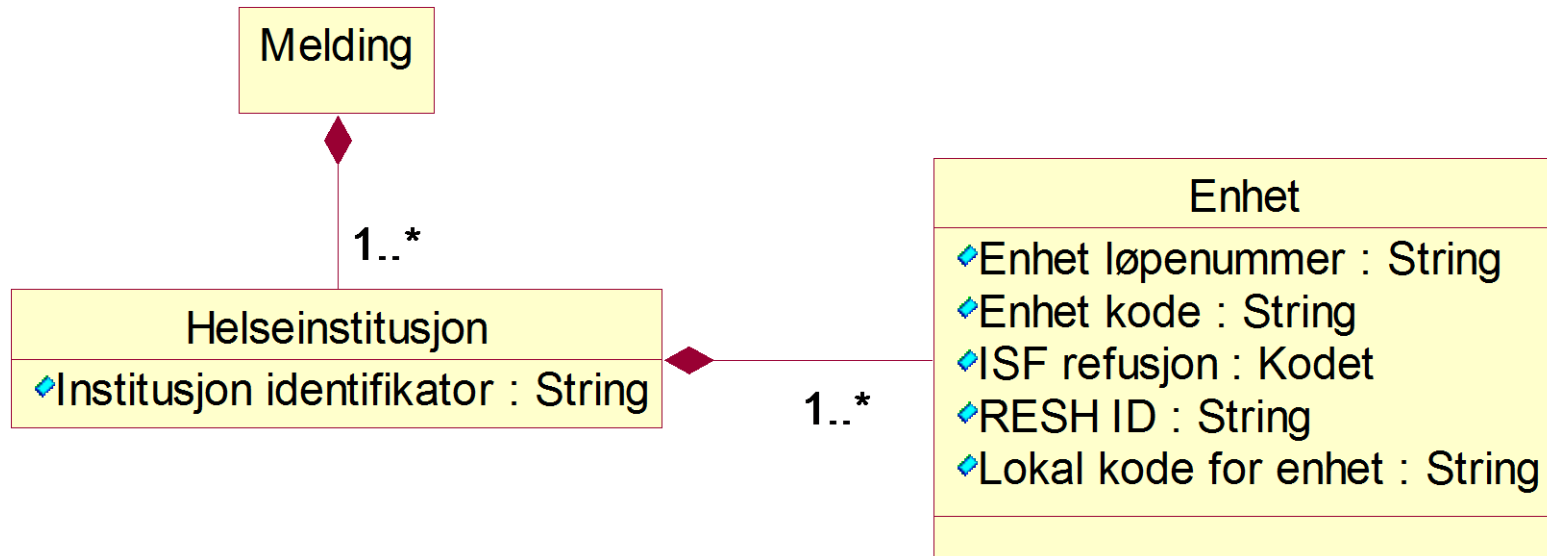 Melding
1..*
Helseinstitusjon
Institusjon identifikator : String
1..*
Enhet
Enhet løpenummer : String
Enhet kode : String
ISF refusjon : Kodet
RESH ID : String
Lokal kode for enhet : String